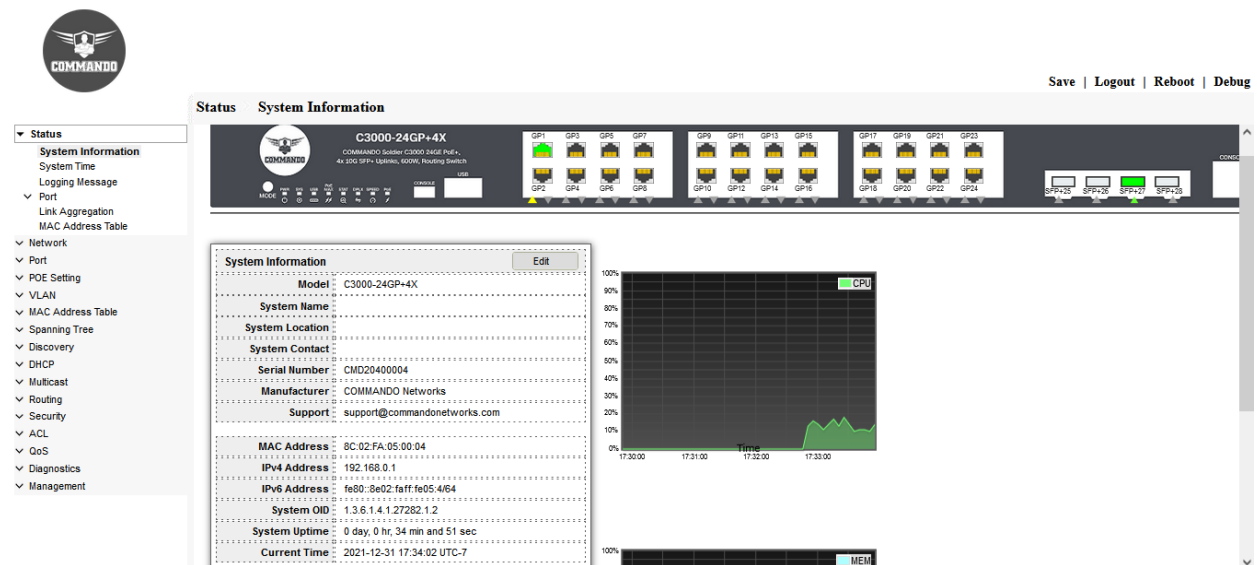 COMMANDO
Save | Logout | Reboot | Debug
Status System Information
Status
System Information
System Time
Logging Message
Port
Link Aggregation
MAC Address Table
Network
Port
POE Setting
VLAN
MAC Address Table
Spanning Tree
Discovery
DHCP
Multicast
Routing
Security
ACL
QoS
Diagnostics
Management
COMMANDO
C3000-24GP+4X
COMMANDO Soldier C3000 24GE PoE+,
4x 10G SFP+ Uplinks, 600W, Routing Switch
MODE
CONSOLE
USB
GP1 GP3 GP5 GP7 GP9 GP11 GP13 GP15 GP17 GP19 GP21 GP23
GP2 GP4 GP6 GP8 GP10 GP12 GP14 GP16 GP18 GP20 GP22 GP24
SFP+25 SFP+26 SFP+27 SFP+28
CONSO
System Information Edit
Model C3000-24GP+4X
System Name
System Location
System Contact
Serial Number CMD20400004
Manufacturer COMMANDO Networks
Support support@commandonetworks.com
MAC Address 8C:02:FA:05:00:04
IPv4 Address 192.168.0.1
IPv6 Address fe80::8e02:faff:fe05:4/64
System OID 1.3.6.1.4.1.27282.1.2
System Uptime 0 day, 0 hr, 34 min and 51 sec
Current Time 2021-12-31 17:34:02 UTC-7
100%
CPU
90%
80%
70%
60%
50%
40%
30%
20%
10%
0%
Time
17:30:00 17:31:00 17:32:00 17:33:00
100%
MEM